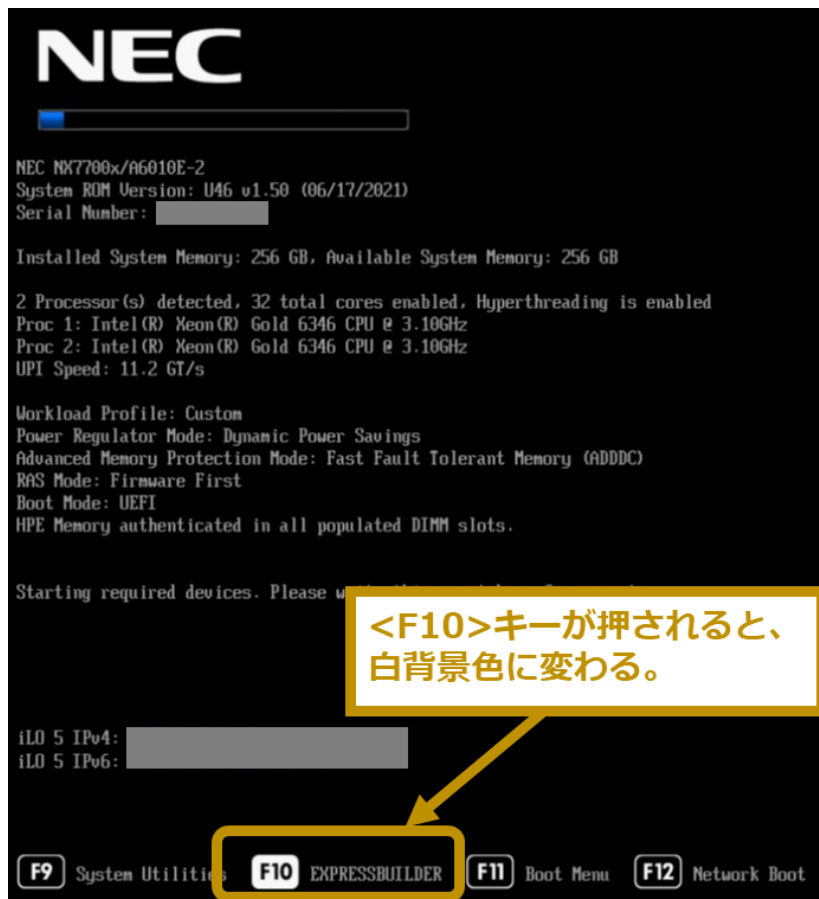 NEC
NEC NX7700x/A6010E-2
System ROM Version: U46 v1.50 (06/17/2021)
Serial Number:
Installed System Memory: 256 GB, Available System Memory: 256 GB
2 Processor(s) detected, 32 total cores enabled, Hyperthreading is enabled
Proc 1: Intel(R) Xeon(R) Gold 6346 CPU @ 3.10GHz
Proc 2: Intel(R) Xeon(R) Gold 6346 CPU @ 3.10GHz
UPI Speed: 11.2 GT/s
Workload Profile: Custom
Power Regulator Mode: Dynamic Power Savings
Advanced Memory Protection Mode: Fast Fault Tolerant Memory (ADDDC)
RAS Mode: Firmware First
Boot Mode: UEFI
HPE Memory authenticated in all populated DIMM slots.
Starting required devices. Please
<F10>キーが押されると、
白背景色に変わる。
iLO 5 IPv4:
iLO 5 IPv6:
F9 System Utilities F10 EXPRESSBUILDER F11 Boot Menu F12 Network Boot